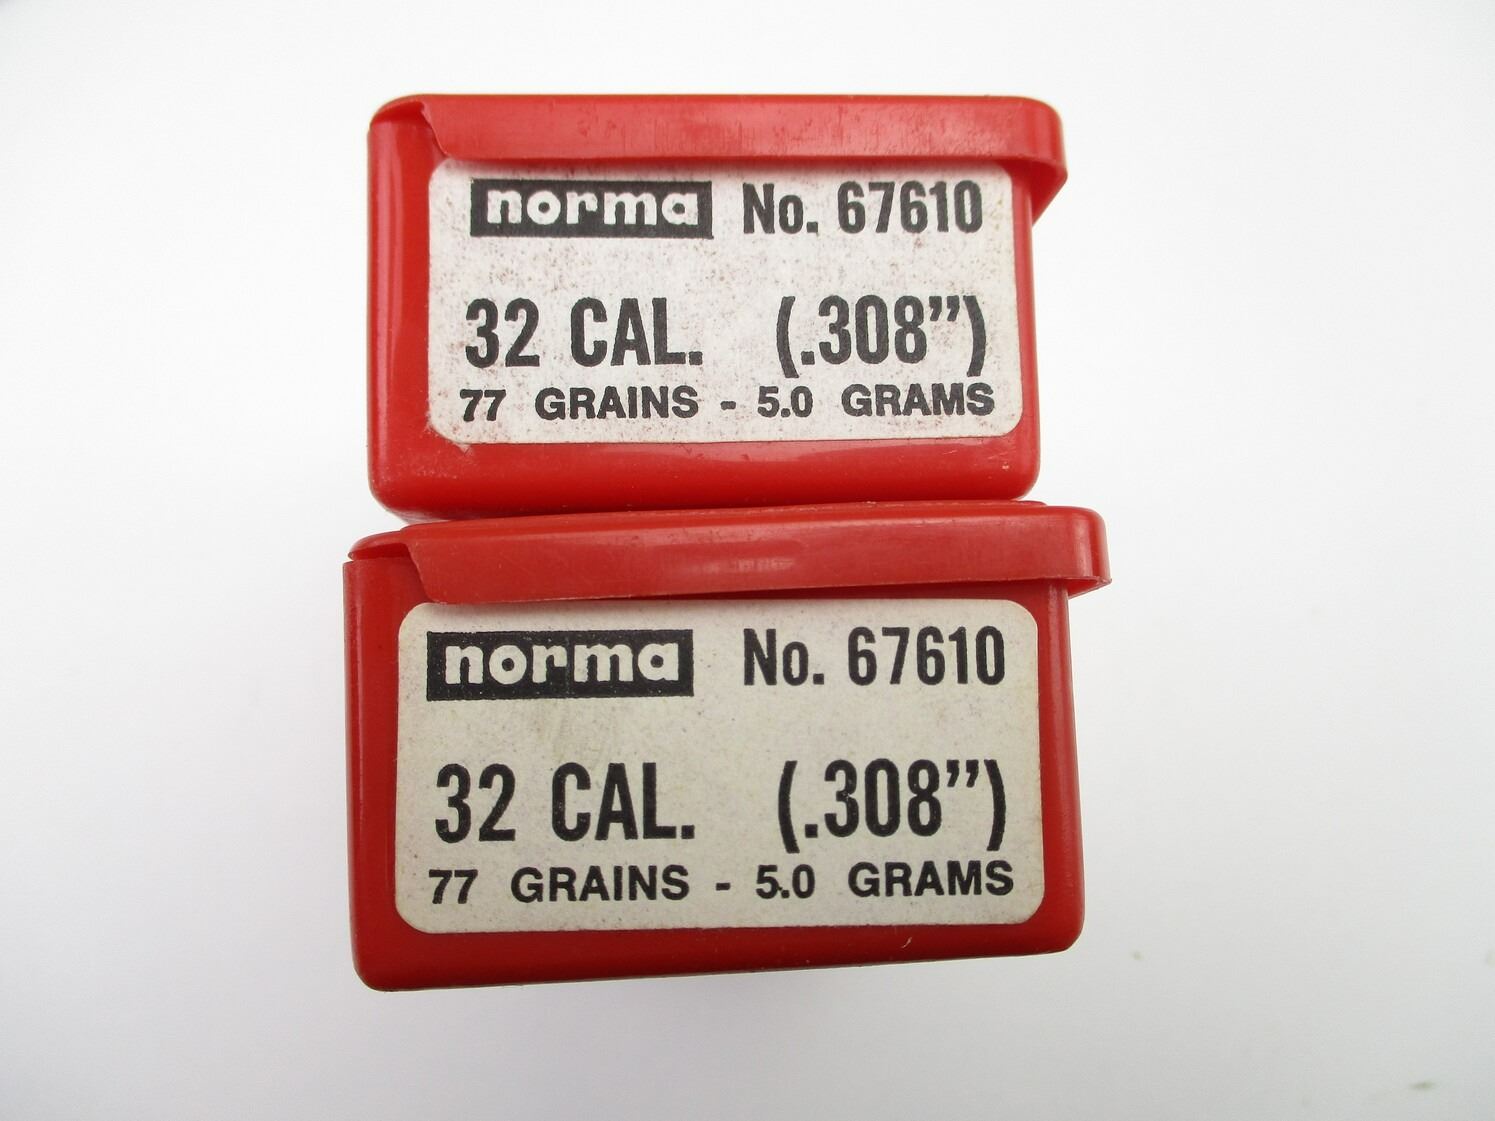 norma No. 67610
32 CAL. (.308”)
77 GRAINS - 5.0 GRAMS
norma No. 67610
32 CAL. (.308”)
77 GRAINS - 5.0 GRAMS